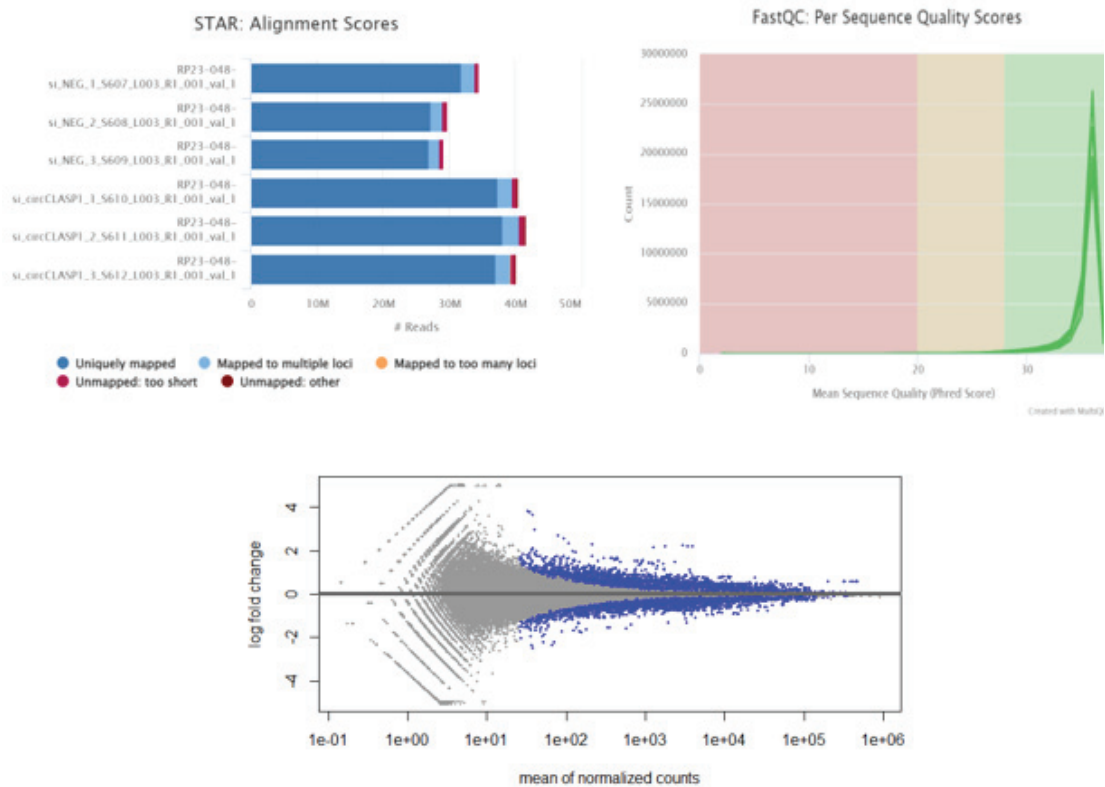 STAR: Alignment Scores
RP23-048-
si_NEG_1_S607_L003_R1_001_val_1
RP23-048-
si_NEG_2_S608_L003_R1_001_val_1
RP23-048-
si_NEG_3_S609_L003_R1_001_val_1
RP23-048-
si_circCLASP1_1_S610_L003_R1_001_val_1
RP23-048-
si_circCLASP1_2_S611_L003_R1_001_val_1
RP23-048-
si_circCLASP1_3_S612_L003_R1_001_val_1
0 10M 20M 30M 40M 50M
# Reads
Uniquely mapped Mapped to multiple loci Mapped to too many loci
Unmapped: too short Unmapped: other
FastQC: Per Sequence Quality Scores
30000000
25000000
20000000
15000000
10000000
5000000
0
Count
0 10 20 30
Mean Sequence Quality (Phred Score)
Created with MultiQ
4
2
0
-2
-4
log fold change
1e-01 1e+00 1e+01 1e+02 1e+03 1e+04 1e+05 1e+06
mean of normalized counts